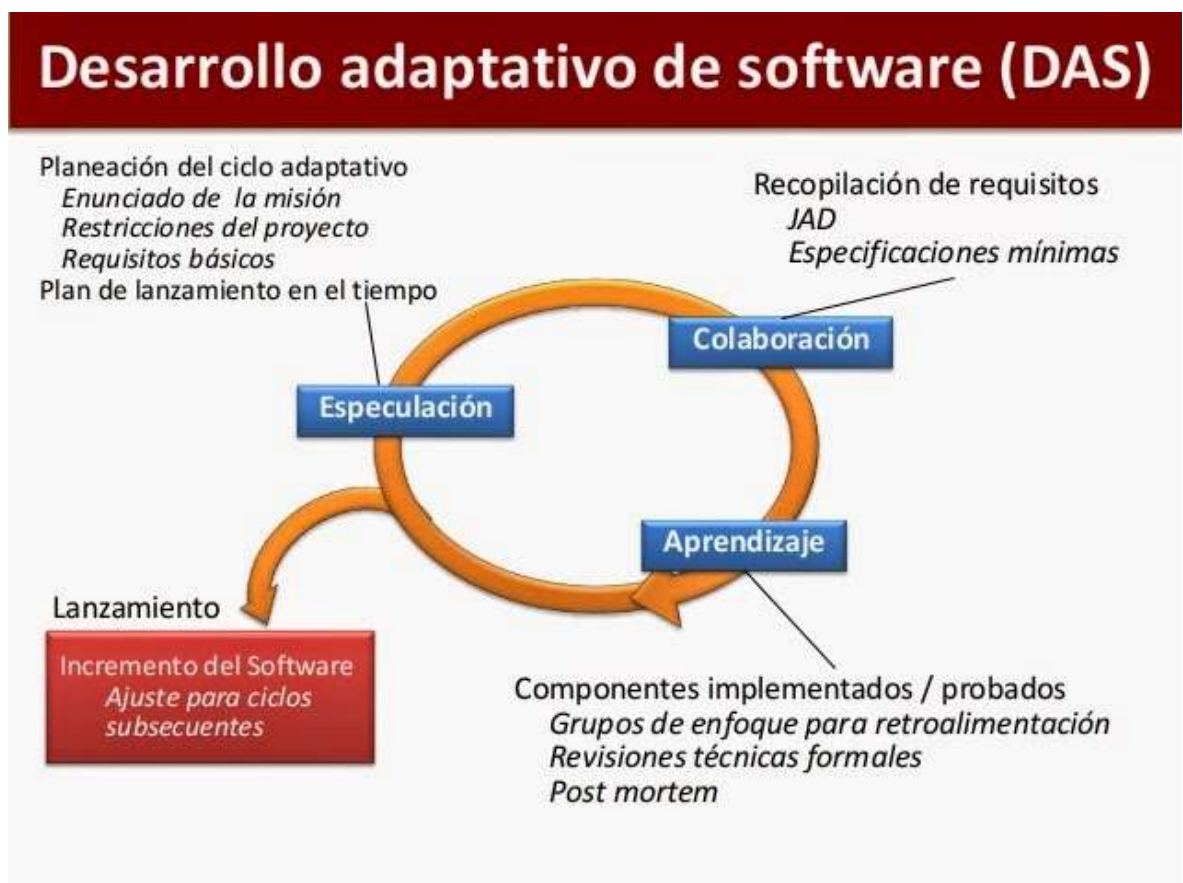 Desarrollo adaptativo de software (DAS)
Planeación del ciclo adaptativo
Enunciado de la misión
Restricciones del proyecto
Requisitos básicos
Plan de lanzamiento en el tiempo
Recopilación de requisitos
JAD
Especificaciones mínimas
Colaboración
Especulación
Aprendizaje
Lanzamiento
Incremento del Software
Ajuste para ciclos
subsecuentes
Componentes implementados / probados
Grupos de enfoque para retroalimentación
Revisiones técnicas formales
Post mortem